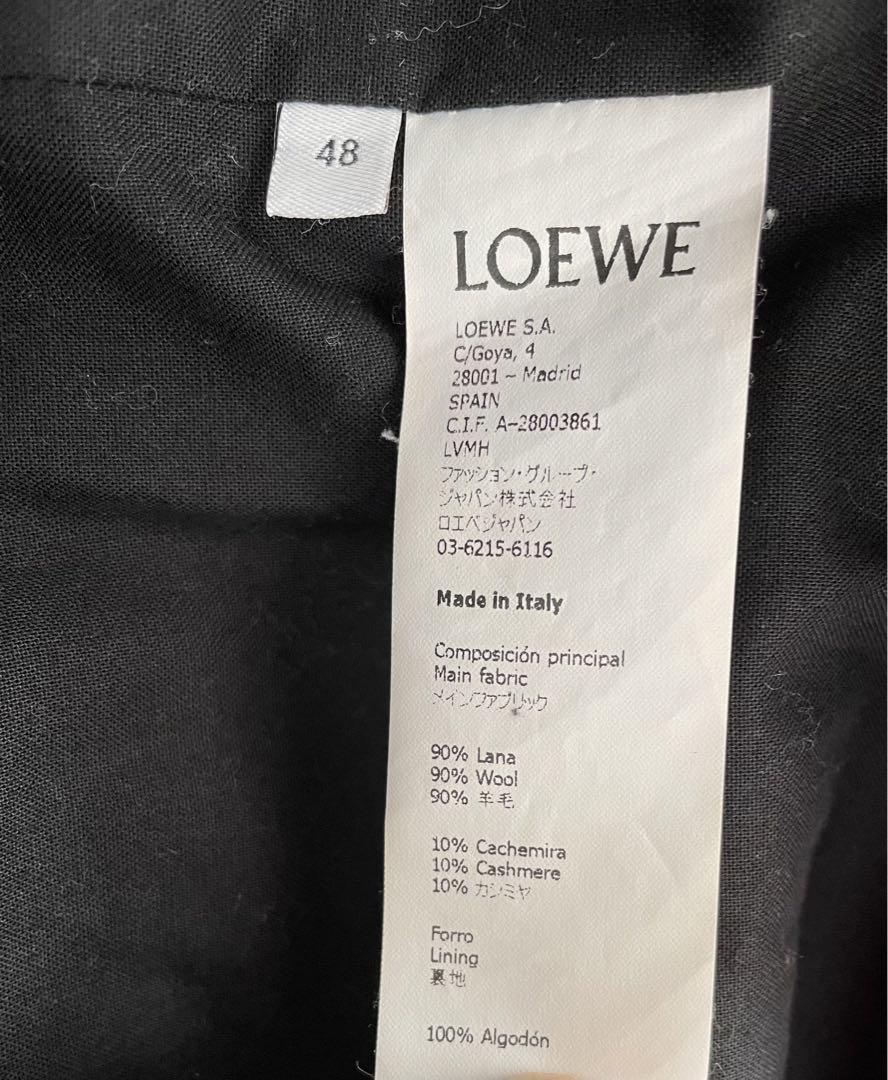 48
LOEWE
LOEWE S.A.
C/Goya, 4
28001 - Madrid
SPAIN
C.I.F. A-28003861
LVMH
ファッション・グループ・
ジャパン株式会社
ロエベジャパン
03-6215-6116
Made in Italy
Composición principal
Main fabric
メインファブリック
90% Lana
90% Wool
90% 羊毛
10% Cachemira
10% Cashmere
10% カシミヤ
Forro
Lining
裏地
100% Algodón